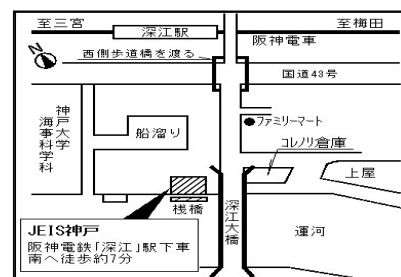 至三宮
深江駅
至梅田
阪神電車
西側歩道橋を渡る
N
国道43号
神戸大学
海事科学科
船溜り
ファミリーマート
コレノリ倉庫
上屋
桟橋
深江大橋
運河
JEIS神戸
阪神電鉄「深江」駅下車
南へ徒歩約7分